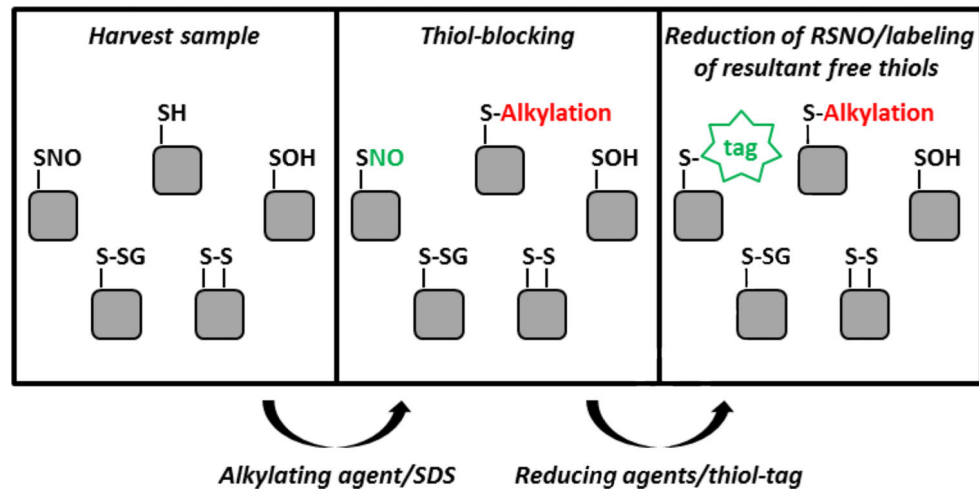 Harvest sample
SH
SNO
SOH
S-SG
S-S
Thiol-blocking
S-Alkylation
SNO
SOH
S-SG
S-S
Reduction of RSNO/labeling
of resultant free thiols
S-Alkylation
tag
S-
SOH
S-SG
S-S
Alkylating agent/SDS
Reducing agents/thiol-tag